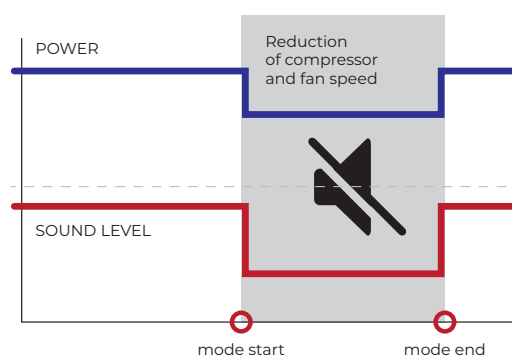 POWER
Reduction
of compressor
and fan speed
SOUND LEVEL
mode start
mode end